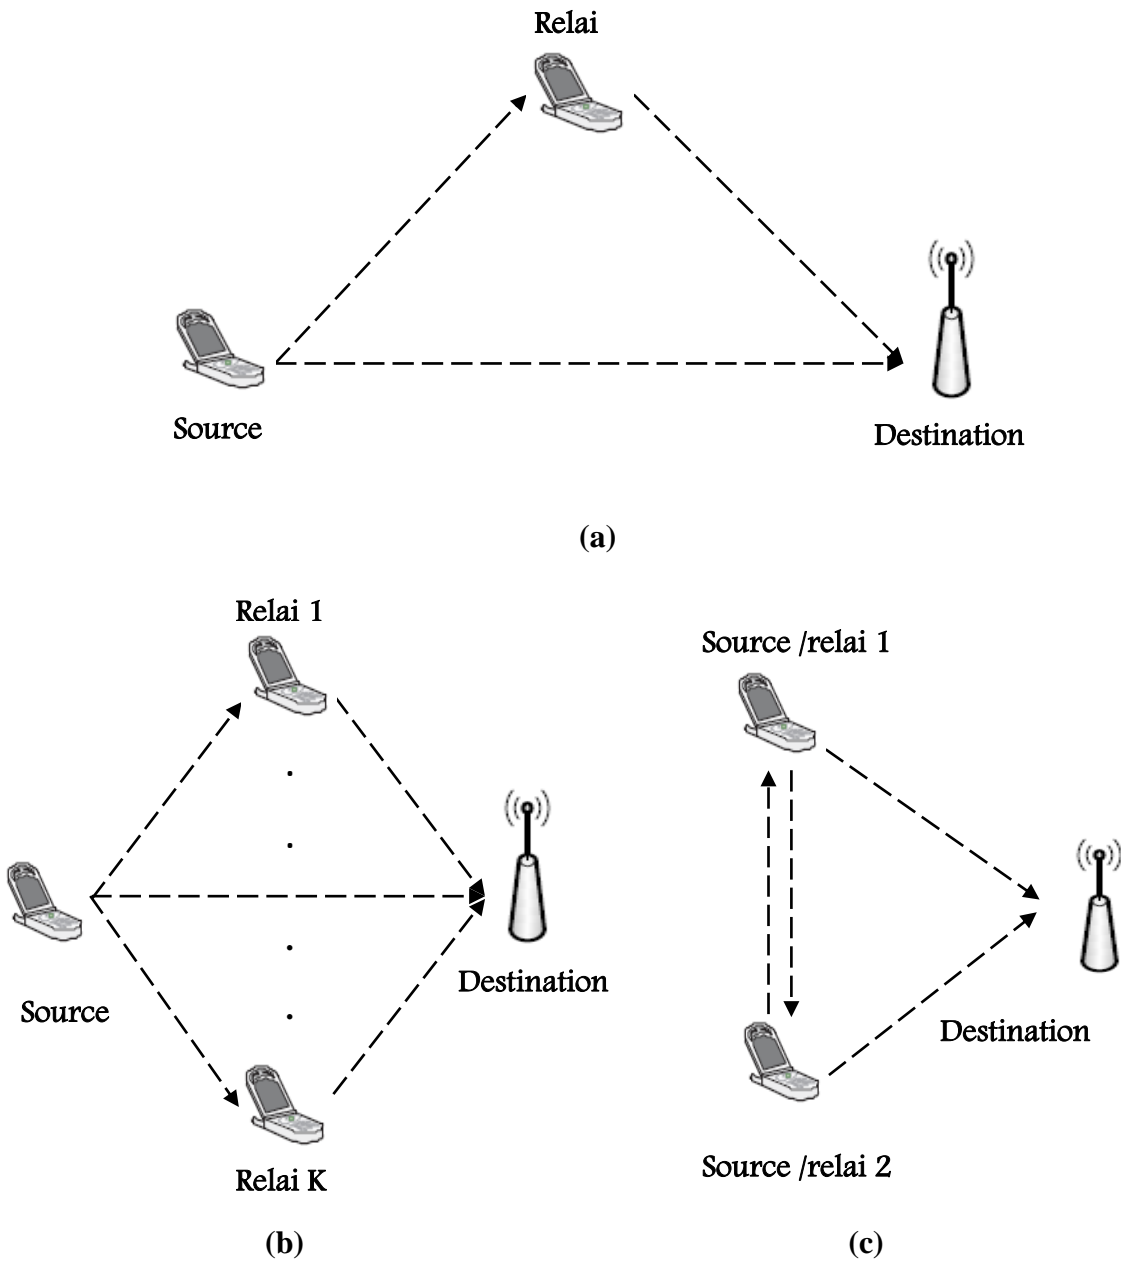 Relai
Source
Destination
(a)
Relai 1
Source /relai 1
Destination
Source
Destination
Source /relai 2
Relai K
(b)
(c)